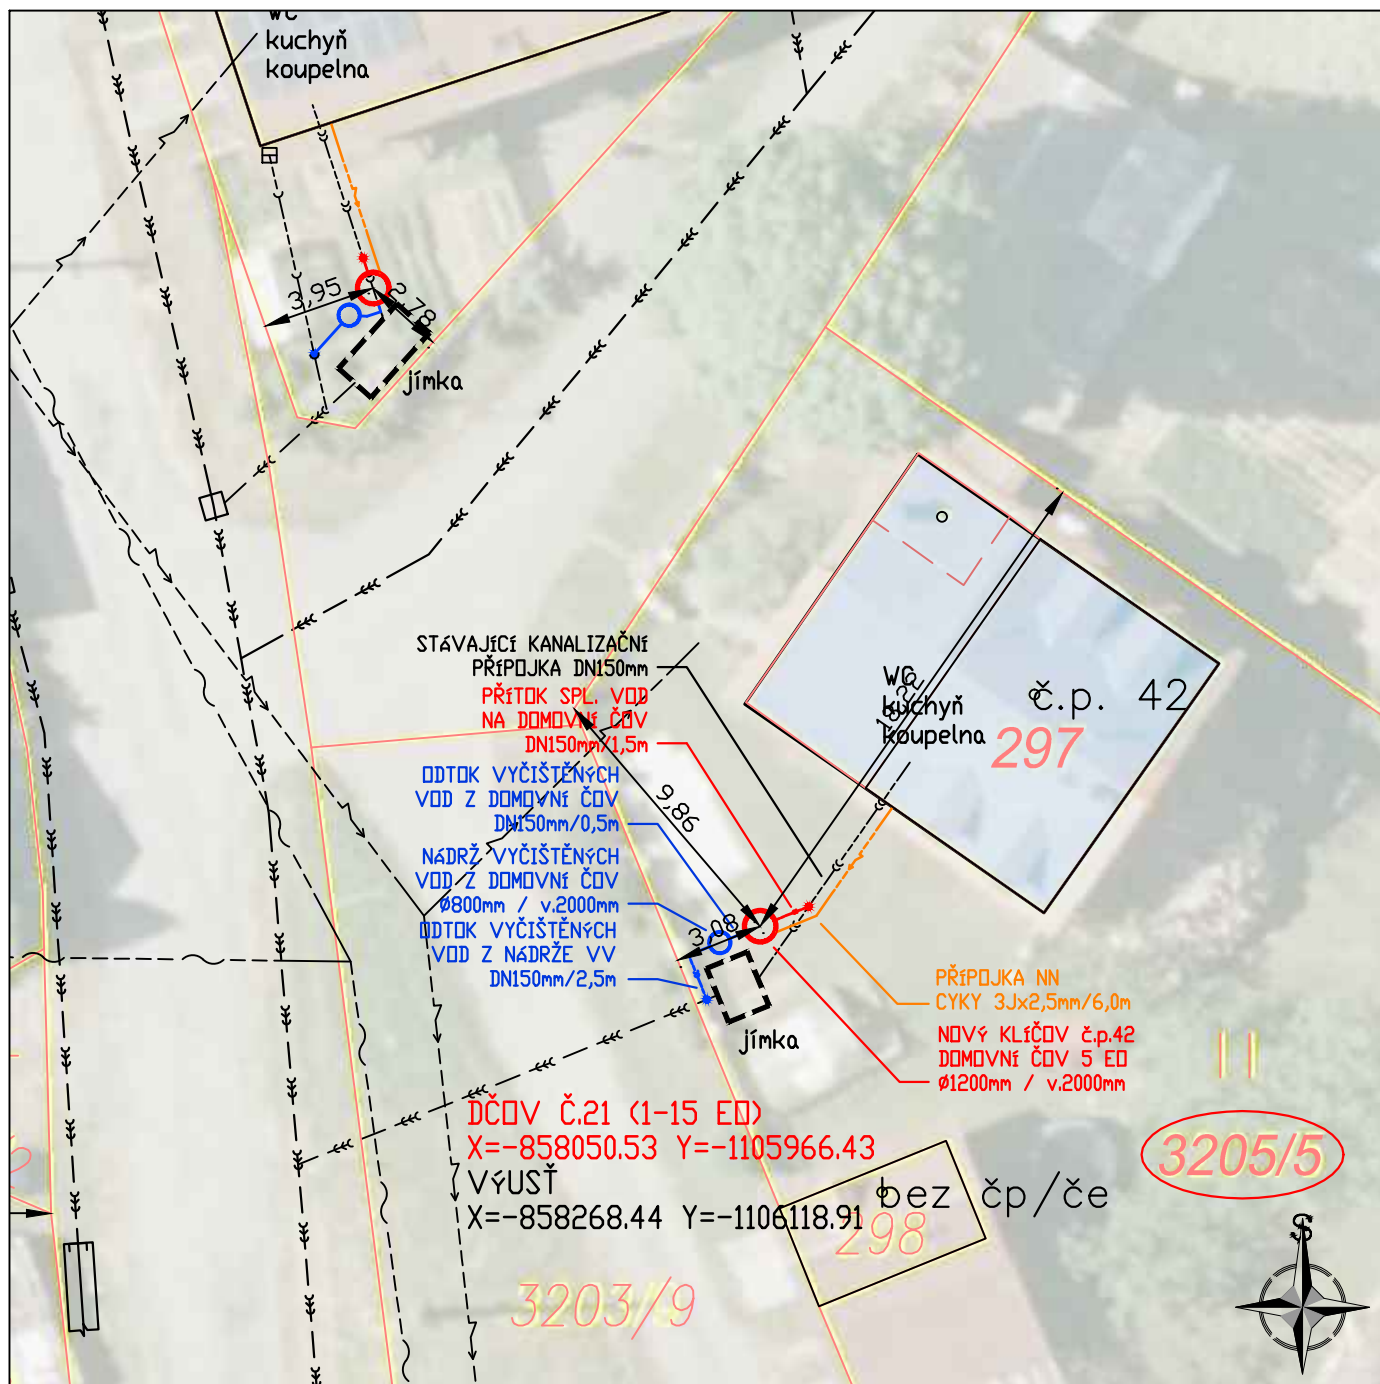 WC
kuchyň
koupelna
3,95
2,78
jímka
STÁVAJÍCÍ KANALIZAČNÍ
PŘÍPOJKA DN150mm
PŘÍTOK SPL. VOD
NA DOMOVNÍ ČOV
DN150mm/1,5m
ODTOK VYČIŠTĚNÝCH
VOD Z DOMOVNÍ ČOV
DN150mm/0,5m
NÁDRŽ VYČIŠTĚNÝCH
VOD Z DOMOVNÍ ČOV
Ø800mm / v.2000mm
ODTOK VYČIŠTĚNÝCH
VOD Z NÁDRŽE VV
DN150mm/2,5m
WC
kuchyň
koupelna
č.p. 42
297
9,86
3,08
jímka
PŘÍPOJKA NN
CYKY 3Jx2,5mm/6,0m
NOVÝ KLÍČOV č.p.42
DOMOVNÍ ČOV 5 EO
Ø1200mm / v.2000mm
DČOV Č.21 (1-15 EO)
X=-858050.53 Y=-1105966.43
VÝUSŤ
X=-858268.44 Y=-1106118.91
bez čp/če
298
3205/5
3203/9
S